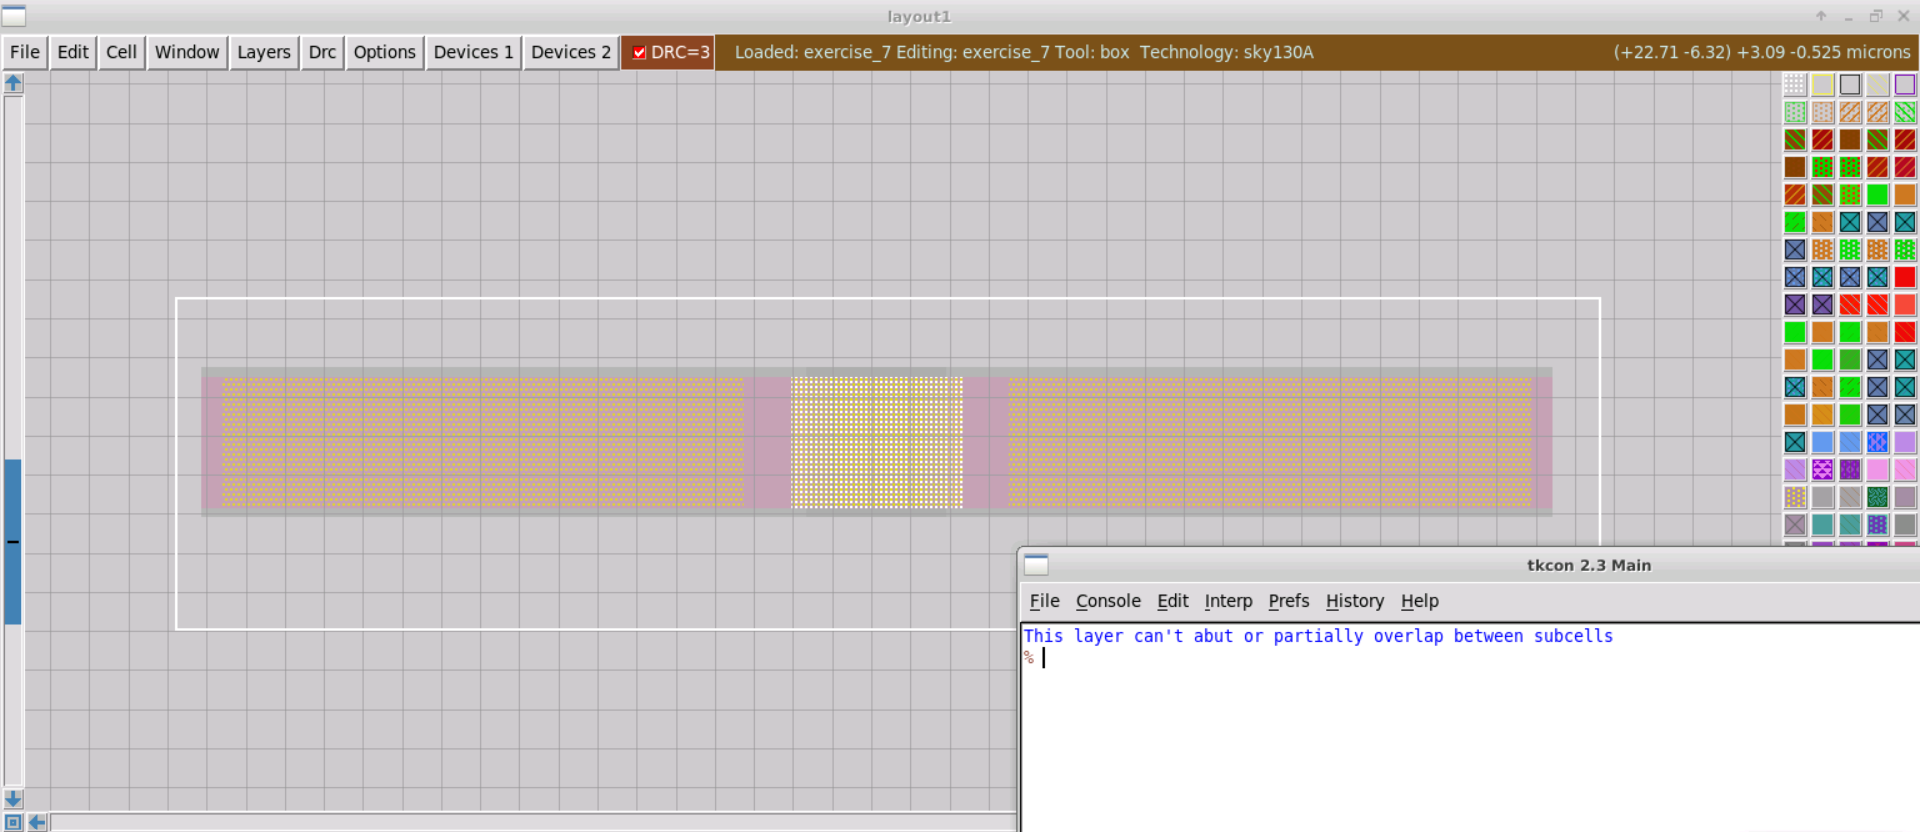 layout1
File Edit Cell Window Layers Drc Options Devices 1 Devices 2 DRC=3 Loaded: exercise_7 Editing: exercise_7 Tool: box Technology: sky130A (+22.71 -6.32) +3.09 -0.525 microns
tkcon 2.3 Main
File Console Edit Interp Prefs History Help
This layer can't abut or partially overlap between subcells
%